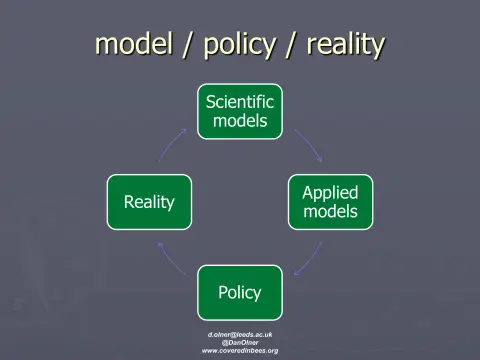 model / policy / reality
Scientific
models
Reality
Applied
models
Policy
d.olner@leeds.ac.uk
@DanOlner
www.coveredinbees.org